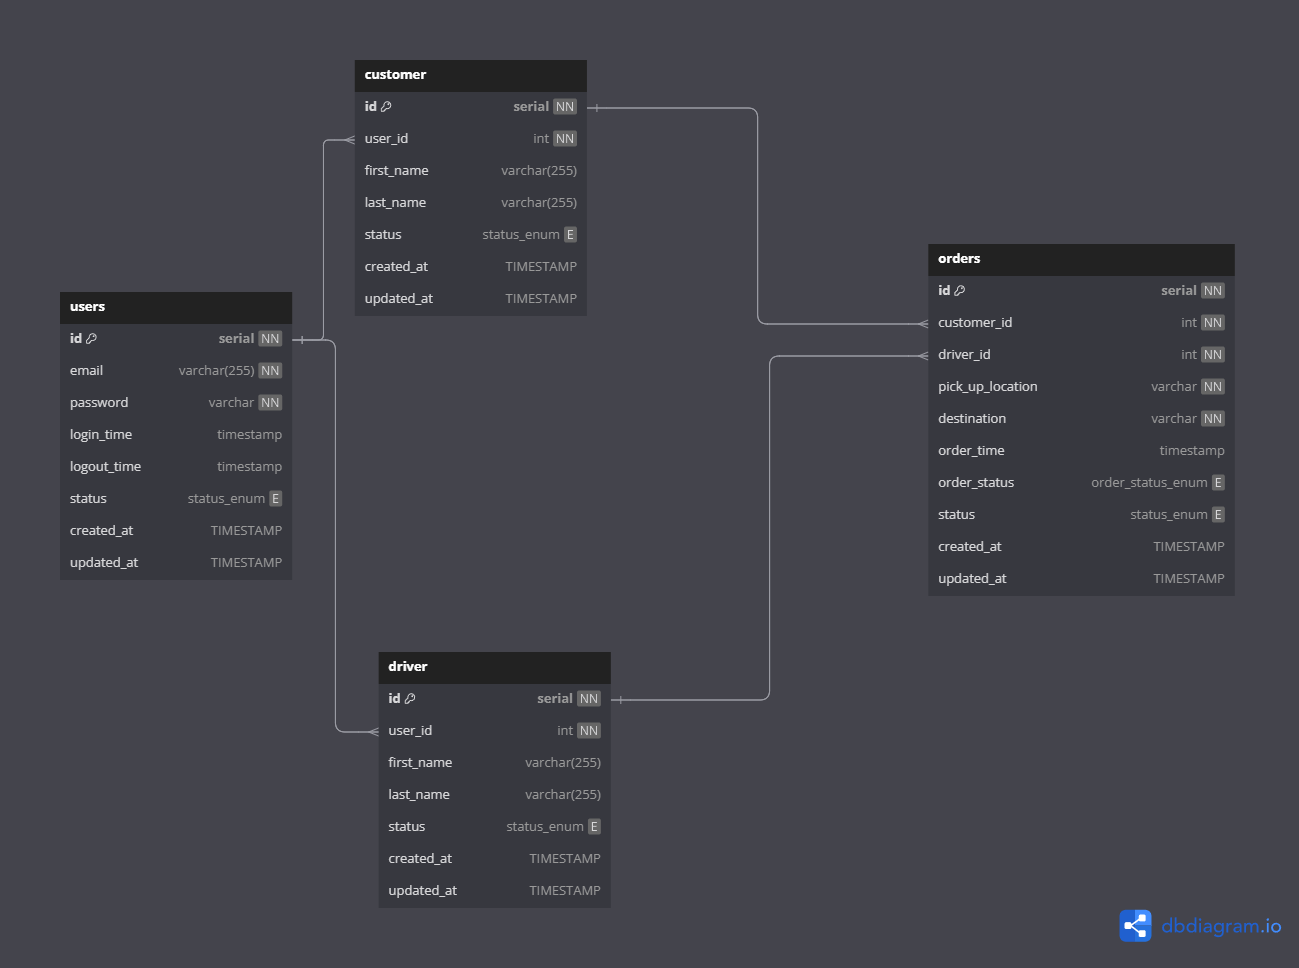 customer
id serial NN
user_id int NN
first_name varchar(255)
last_name varchar(255)
status status_enum E
created_at TIMESTAMP
updated_at TIMESTAMP
users
id serial NN
email varchar(255) NN
password varchar NN
login_time timestamp
logout_time timestamp
status status_enum E
created_at TIMESTAMP
updated_at TIMESTAMP
orders
id serial NN
customer_id int NN
driver_id int NN
pick_up_location varchar NN
destination varchar NN
order_time timestamp
order_status order_status_enum E
status status_enum E
created_at TIMESTAMP
updated_at TIMESTAMP
driver
id serial NN
user_id int NN
first_name varchar(255)
last_name varchar(255)
status status_enum E
created_at TIMESTAMP
updated_at TIMESTAMP
dbdiagram.io